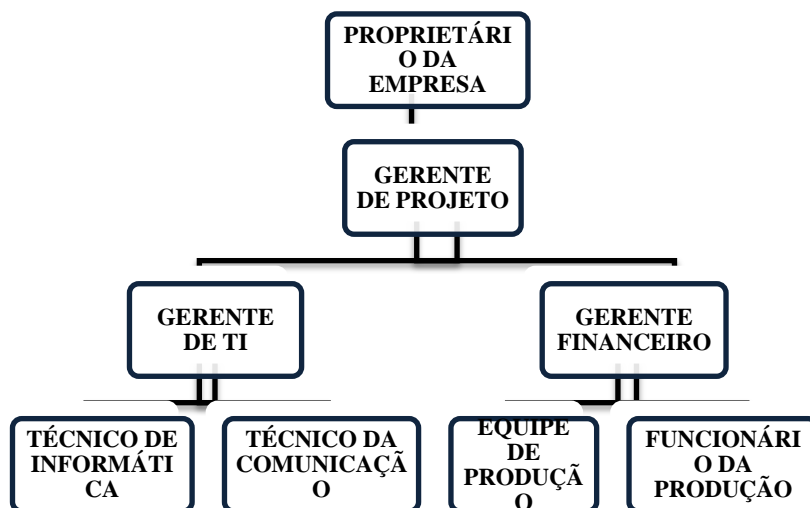 PROPRIETÁRI
O DA
EMPRESA
GERENTE
DE PROJETO
GERENTE
DE TI
GERENTE
FINANCEIRO
TÉCNICO DE
INFORMÁTI
CA
TÉCNICO DA
COMUNICAÇÃ
O
EQUIPE
DE
PRODUÇÃ
O
FUNCIONÁRI
O DA
PRODUÇÃO